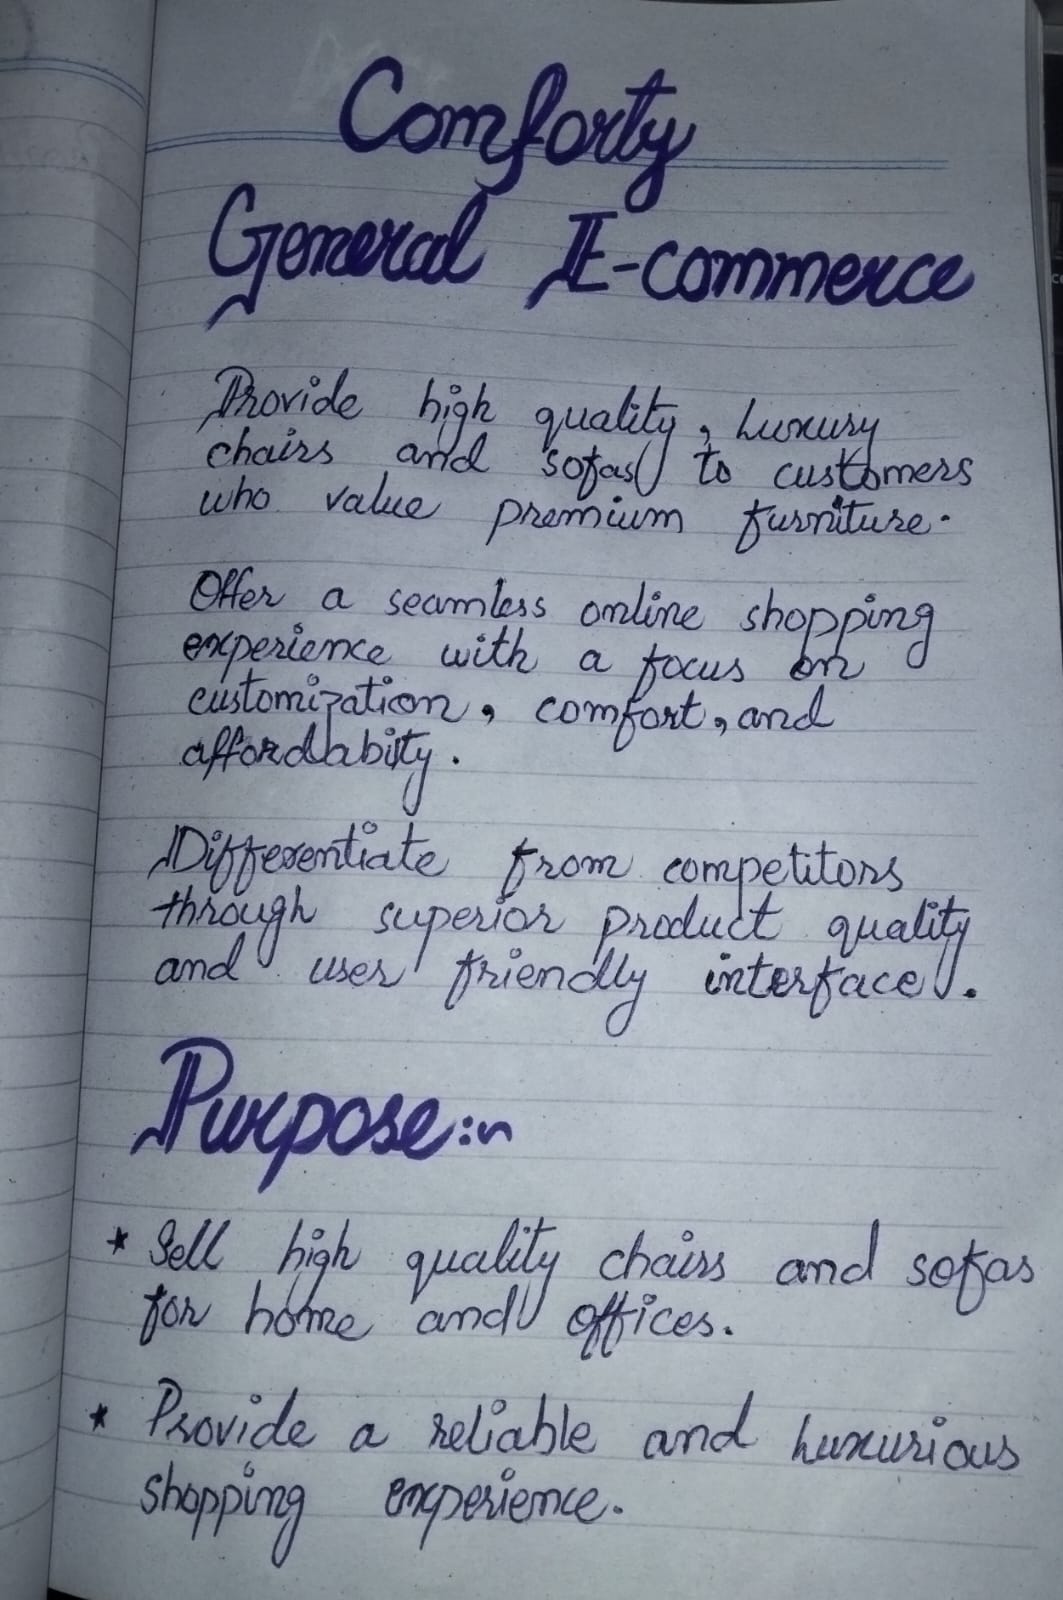 Comforty
General E-commerce
Provide high quality, Luxury
chairs and sofas to customers
who value premium furniture.
Offer a seamless online shopping
experience with a focus on
customization, comfort, and
affordabity.
Differentiate from competitors
through superior product quality
and user friendly interface.
Purpose:~
* Sell high quality chairs and sofas
for home and offices.
* Provide a reliable and Luxurious
shopping experience.